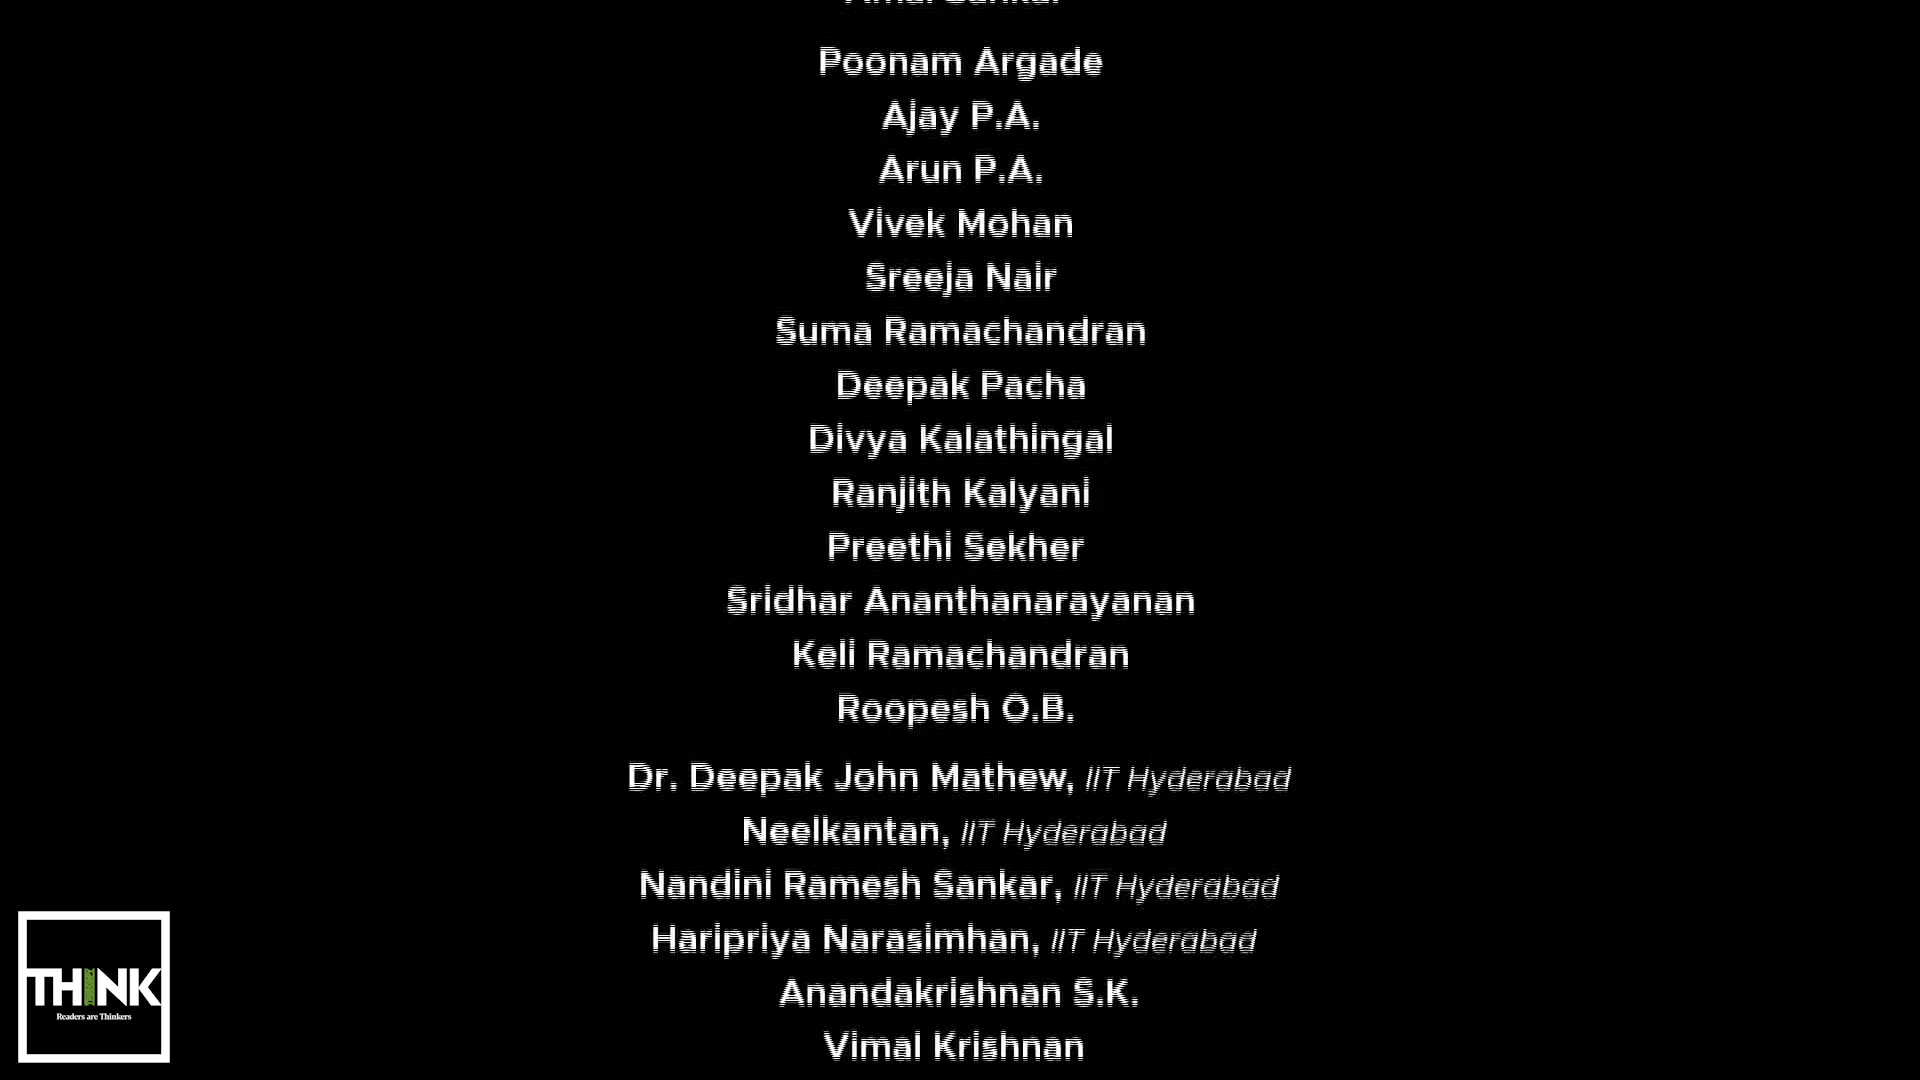 Poonam Argade
Ajay P.A.
Arun P.A.
Vivek Mohan
Sreeja Nair
Suma Ramachandran
Deepak Pacha
Divya Kalathingal
Ranjith Kalyani
Preethi Sekher
Sridhar Ananthanarayanan
Keli Ramachandran
Roopesh O.B.
Dr. Deepak John Mathew, IIT Hyderabad
Neelkantan, IIT Hyderabad
Nandini Ramesh Sankar, IIT Hyderabad
Haripriya Narasimhan, IIT Hyderabad
Anandakrishnan S.K.
Vimal Krishnan
THINK
Readers are Thinkers